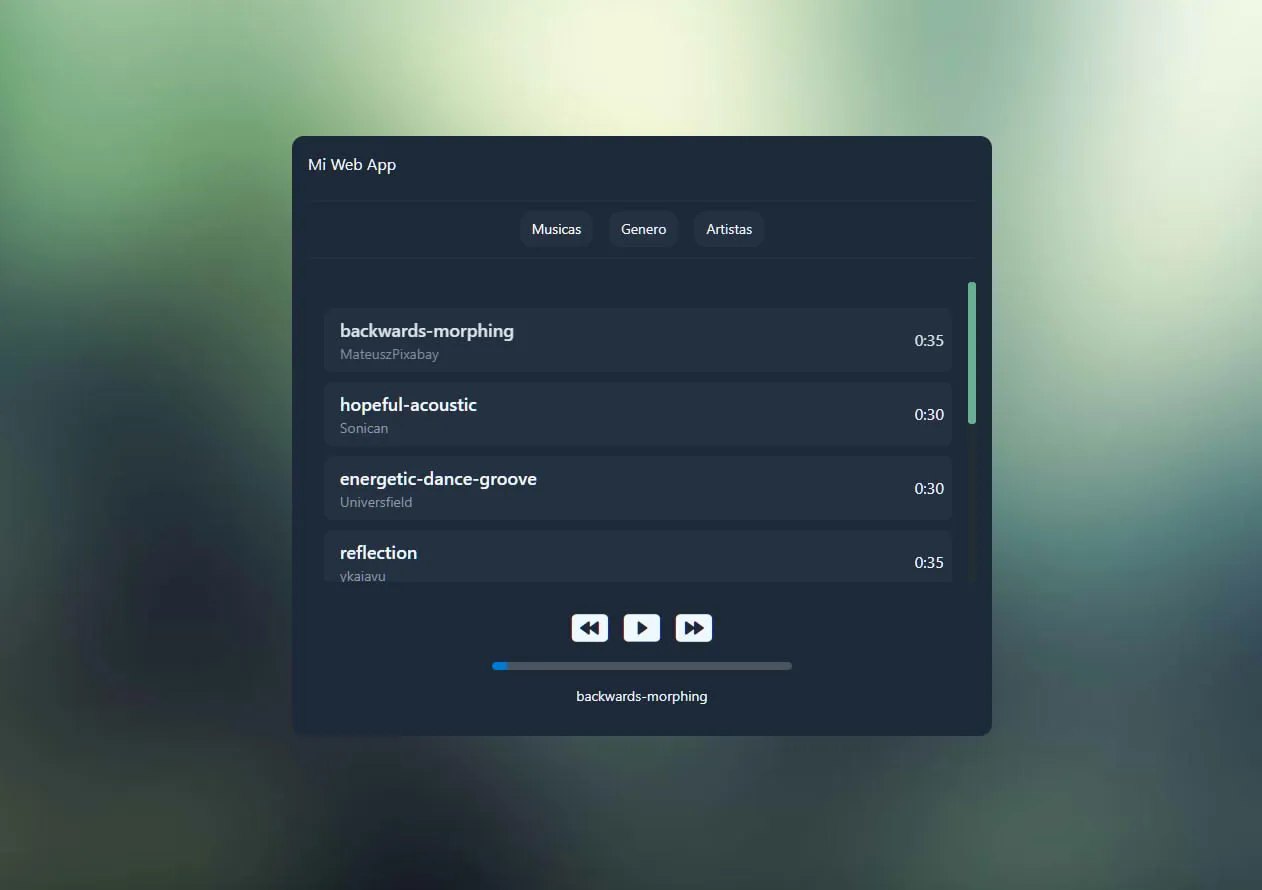 Mi Web App
Musicas Genero Artistas
backwards-morphing
MateuszPixabay
0:35
hopeful-acoustic
Sonican
0:30
energetic-dance-groove
Universfield
0:30
reflection
ykaiavu
0:35
backwards-morphing